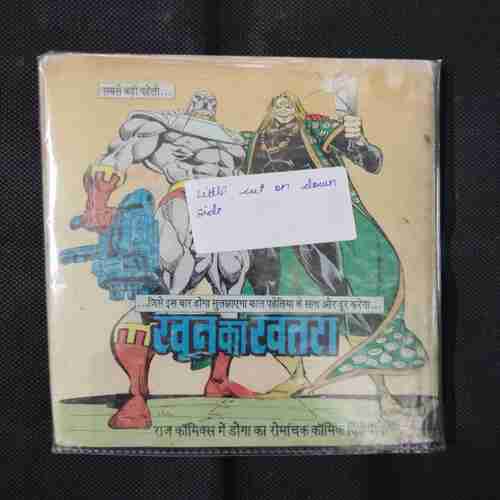 सबसे बड़ी पहेली...
Little cut on down
side
...जिसे इस बार डोगा सुलझाएगा काल पहेलिया के साथ और दूर करेगा...
खून का खतरा
राज कॉमिक्स में डोगा का रोमांचक कॉमिक